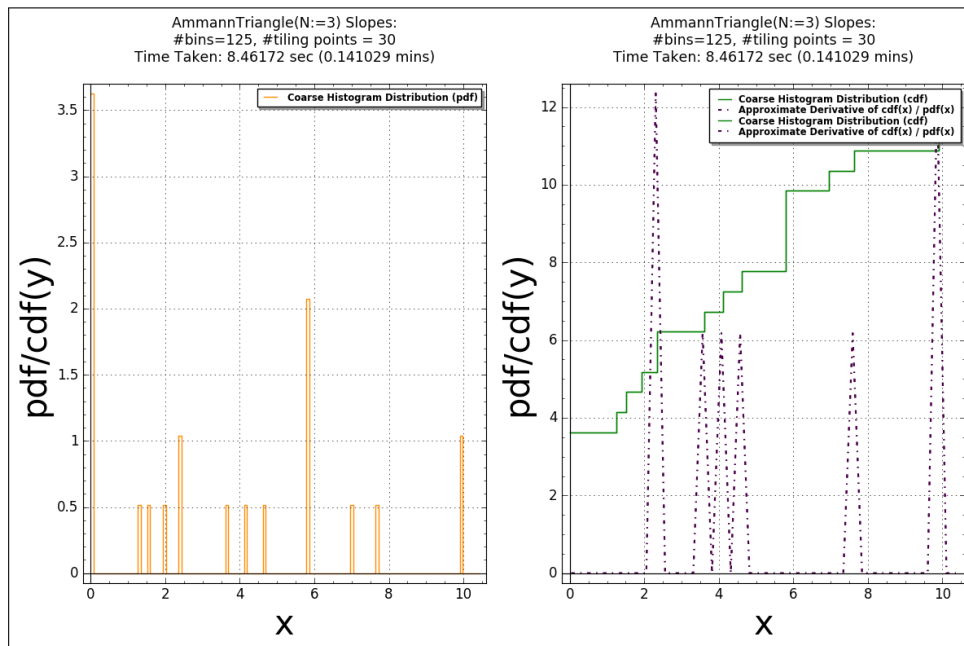 AmmannTriangle(N:=3) Slopes:
#bins=125, #tiling points = 30
Time Taken: 8.46172 sec (0.141029 mins)
Coarse Histogram Distribution (pdf)
3.5
3
2.5
2
1.5
1
0.5
0
pdf/cdf(y)
0 2 4 6 8 10
x
AmmannTriangle(N:=3) Slopes:
#bins=125, #tiling points = 30
Time Taken: 8.46172 sec (0.141029 mins)
Coarse Histogram Distribution (cdf)
Approximate Derivative of cdf(x) / pdf(x)
Coarse Histogram Distribution (cdf)
Approximate Derivative of cdf(x) / pdf(x)
12
10
8
6
4
2
0
pdf/cdf(y)
0 2 4 6 8 10
x